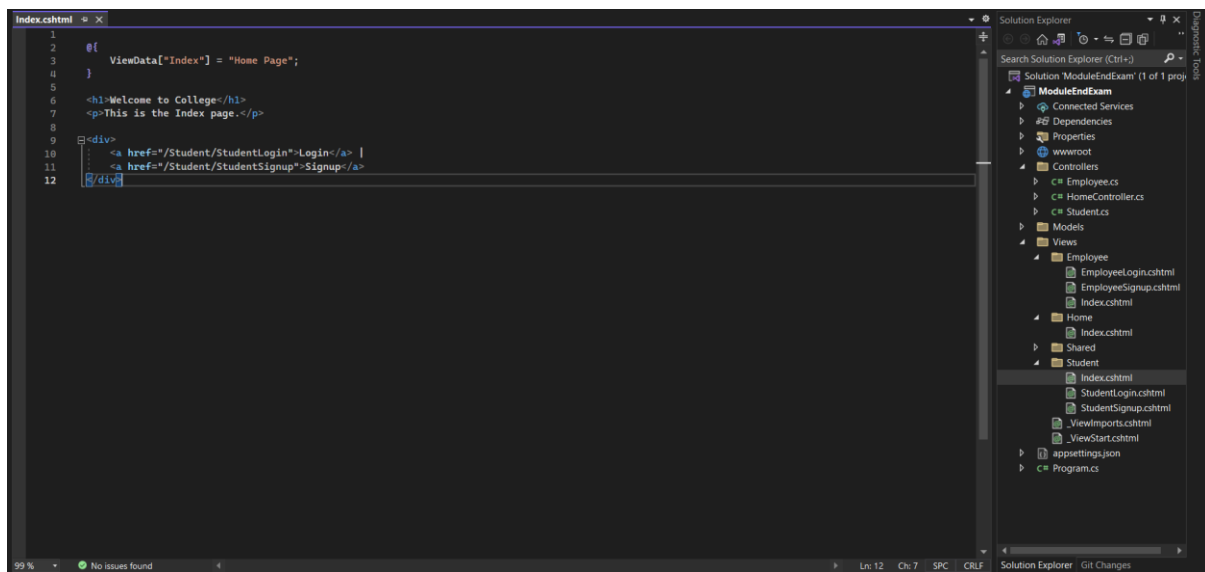 Index.cshtml
1
2 @{
3 ViewData["Index"] = "Home Page";
4 }
5
6 <h1>Welcome to College</h1>
7 <p>This is the Index page.</p>
8
9 <div>
10 <a href="/Student/StudentLogin">Login</a> |
11 <a href="/Student/StudentSignup">Signup</a>
12 </div>
99 %
No issues found
Ln: 12 Ch: 7 SPC CRLF
Solution Explorer
Search Solution Explorer (Ctrl+;)
Solution 'ModuleEndExam' (1 of 1 proj
ModuleEndExam
Connected Services
Dependencies
Properties
wwwroot
Controllers
C# Employee.cs
C# HomeController.cs
C# Student.cs
Models
Views
Employee
EmployeeLogin.cshtml
EmployeeSignup.cshtml
Index.cshtml
Home
Index.cshtml
Shared
Student
Index.cshtml
StudentLogin.cshtml
StudentSignup.cshtml
_ViewImports.cshtml
_ViewStart.cshtml
appsettings.json
C# Program.cs
Solution Explorer Git Changes
Diagnostic Tools